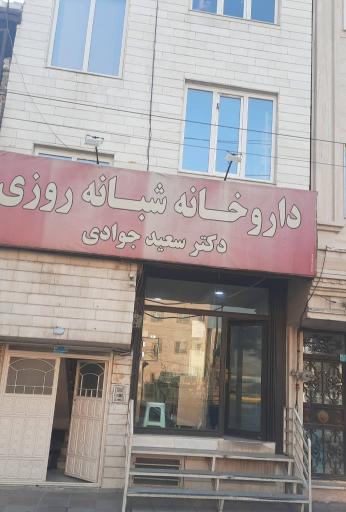 داروخانه شبانه روزی
دکتر سعید جوادی